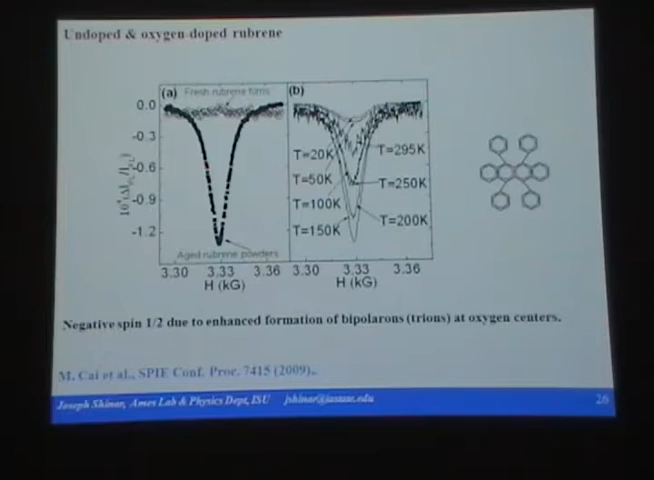 Undoped & oxygen-doped rubrene
(a) Fresh rubrene films
(b)
0.0
-0.3
-0.6
-0.9
-1.2
Aged rubrene powders
3.30 3.33 3.36
H (kG)
T=20K
T=50K
T=100K
T=150K
T=295K
T=250K
T=200K
3.30 3.33 3.36
H (kG)
Negative spin 1/2 due to enhanced formation of bipolarons (trions) at oxygen centers.
M. Cai et al., SPIE Conf. Proc. 7415 (2009)..
Joseph Shinar, Ames Lab & Physics Dept, ISU jshinar@iastate.edu 26